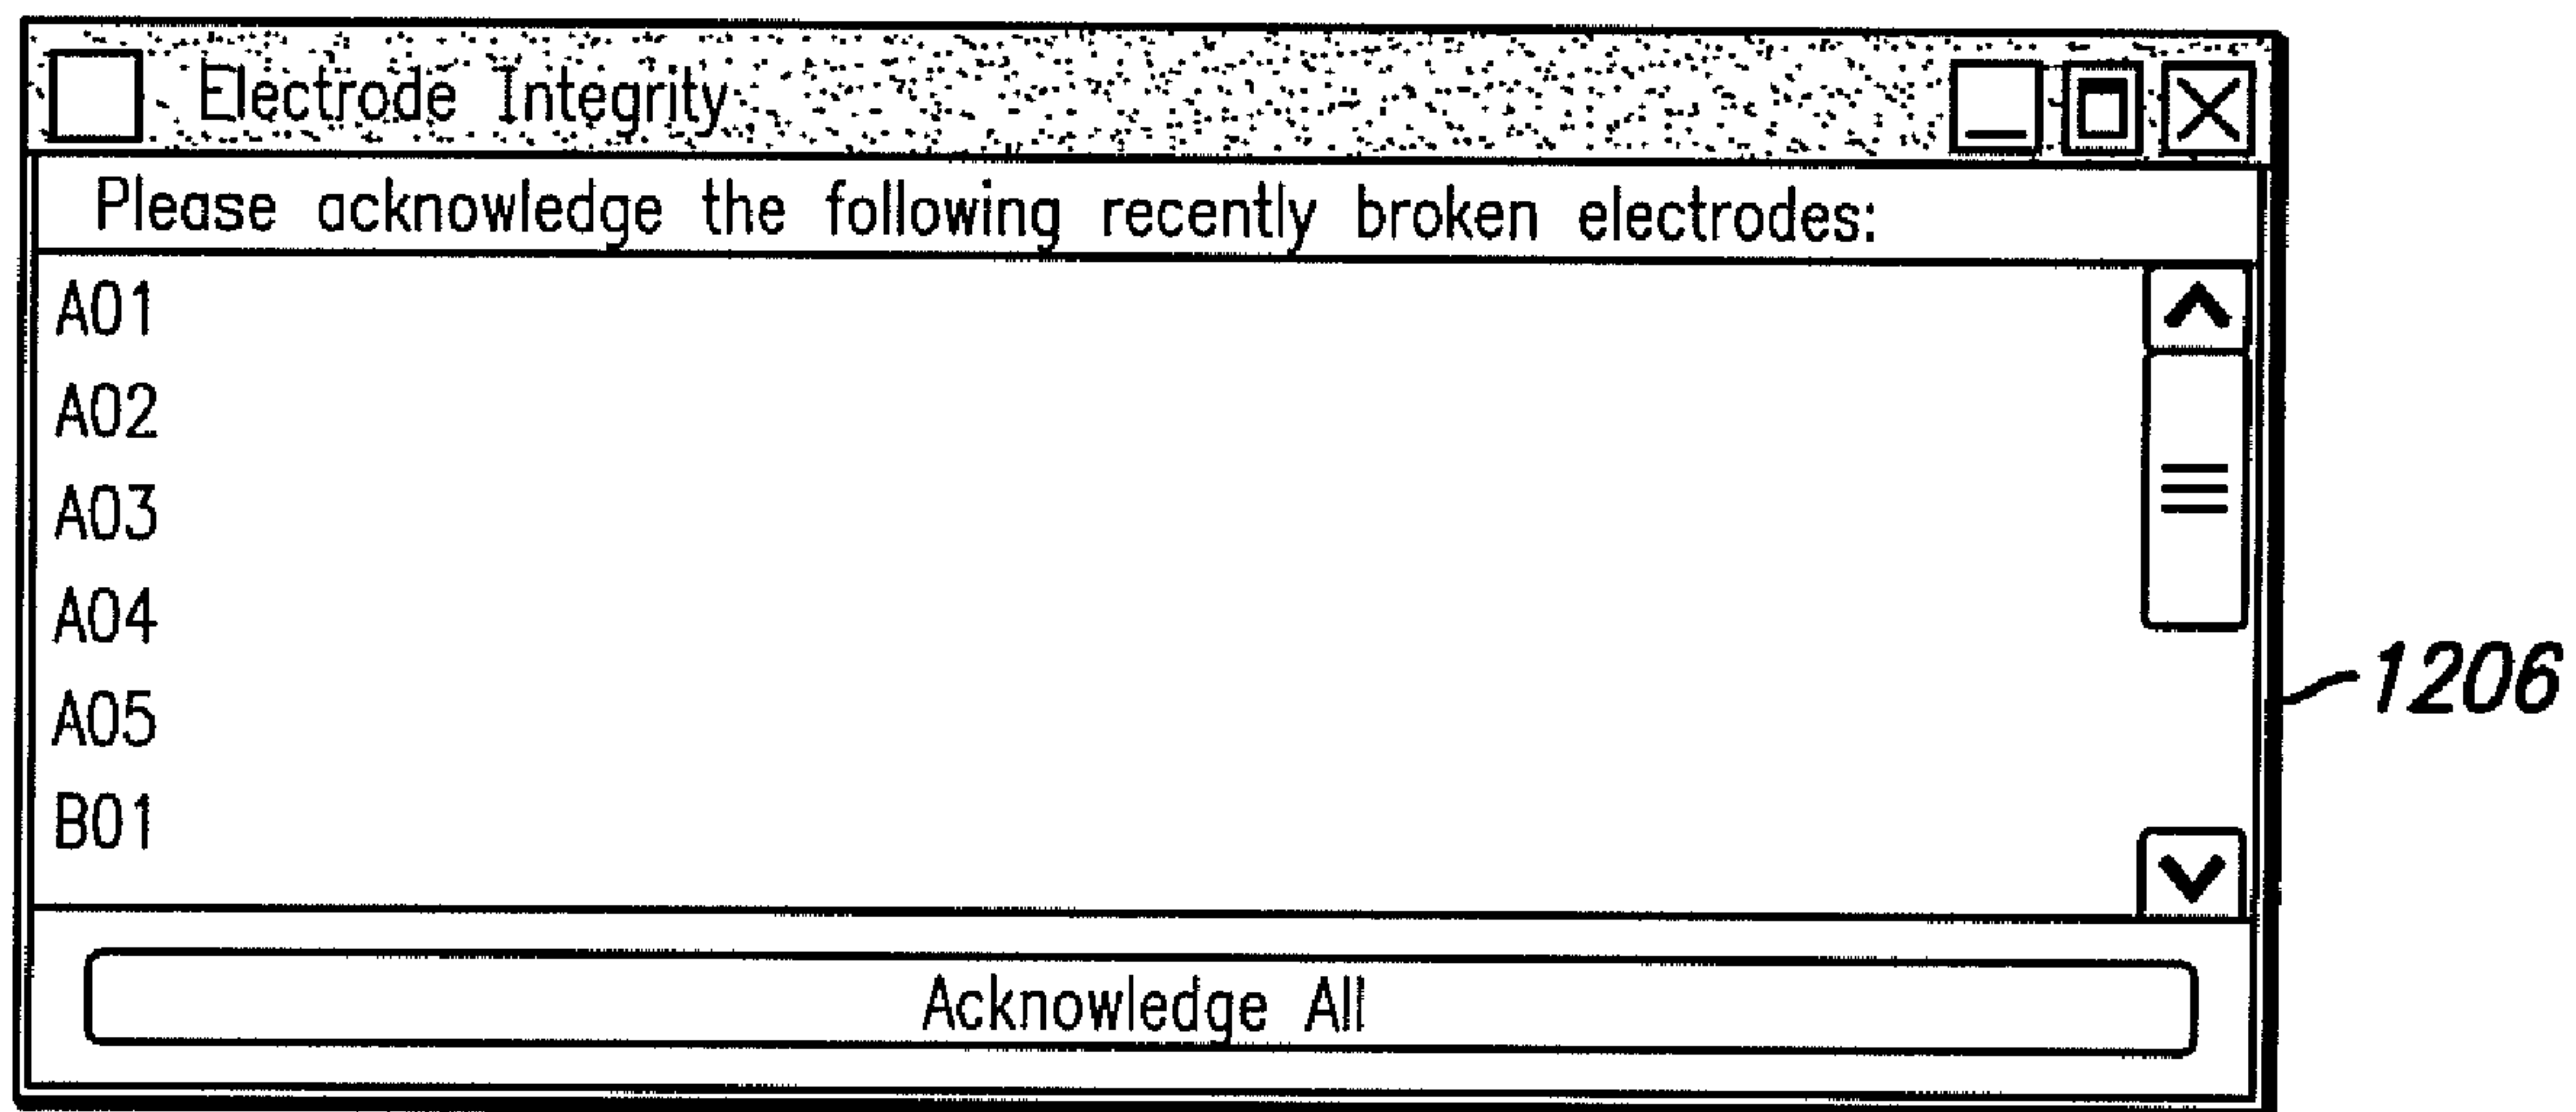 Electrode Integrity
Please acknowledge the following recently broken electrodes:
A01
A02
A03
A04
A05
1206
B01
Acknowledge All